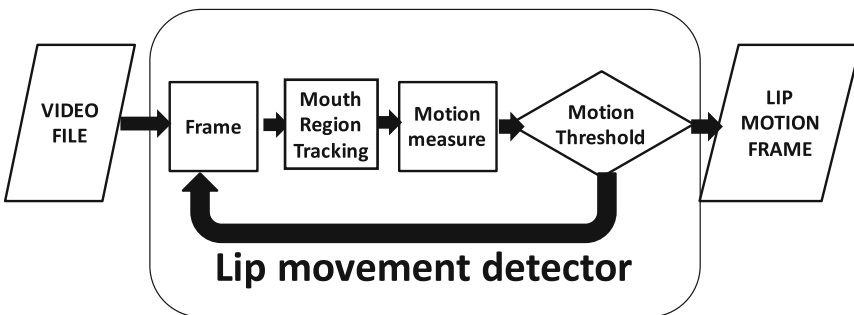 VIDEO
FILE
Frame
Mouth
Region
Tracking
Motion
measure
Motion
Threshold
LIP
MOTION
FRAME
Lip movement detector